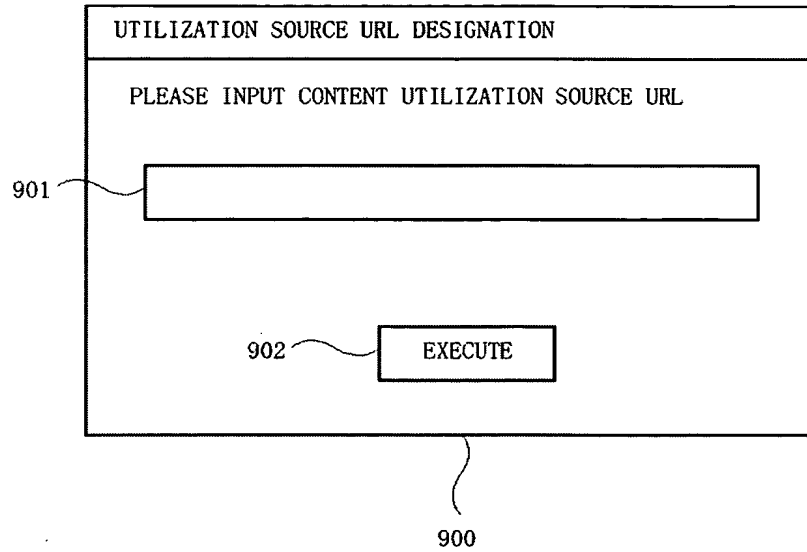 UTILIZATION SOURCE URL DESIGNATION
PLEASE INPUT CONTENT UTILIZATION SOURCE URL
901
902
EXECUTE
900